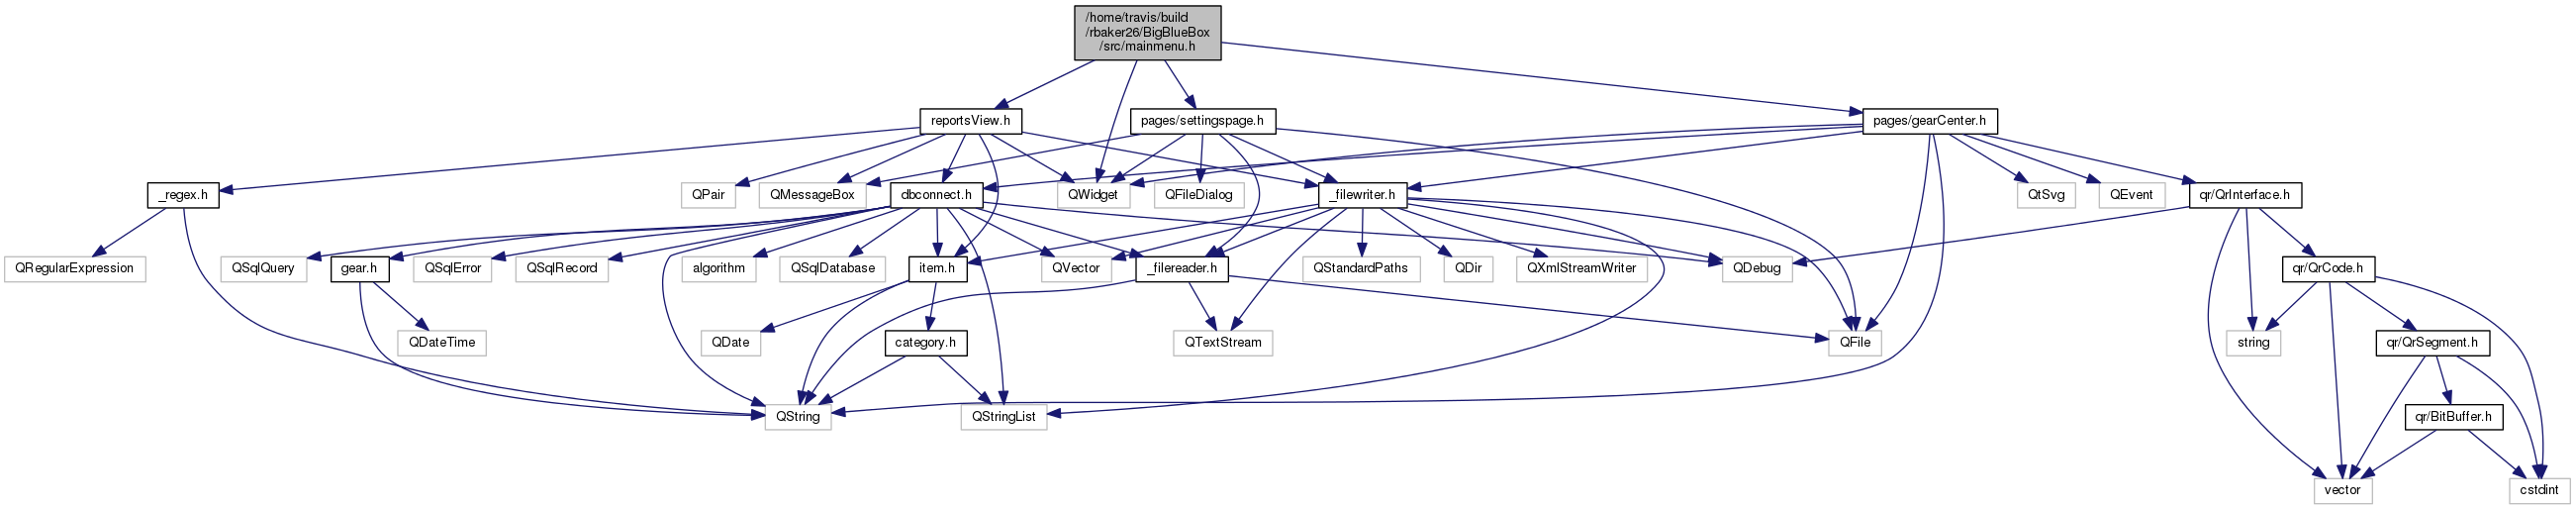 /home/travis/build
/rbaker26/BigBlueBox
/src/mainmenu.h
reportsView.h
pages/settingspage.h
pages/gearCenter.h
_regex.h
QPair
QMessageBox
dbconnect.h
QWidget
QFileDialog
_filewriter.h
QtSvg
QEvent
qr/QrInterface.h
QRegularExpression
QSqlQuery
gear.h
QSqlError
QSqlRecord
algorithm
QSqlDatabase
item.h
QVector
_filereader.h
QStandardPaths
QDir
QXmlStreamWriter
QDebug
qr/QrCode.h
QDateTime
QDate
category.h
QTextStream
QFile
string
qr/QrSegment.h
QString
QStringList
qr/BitBuffer.h
vector
cstdint